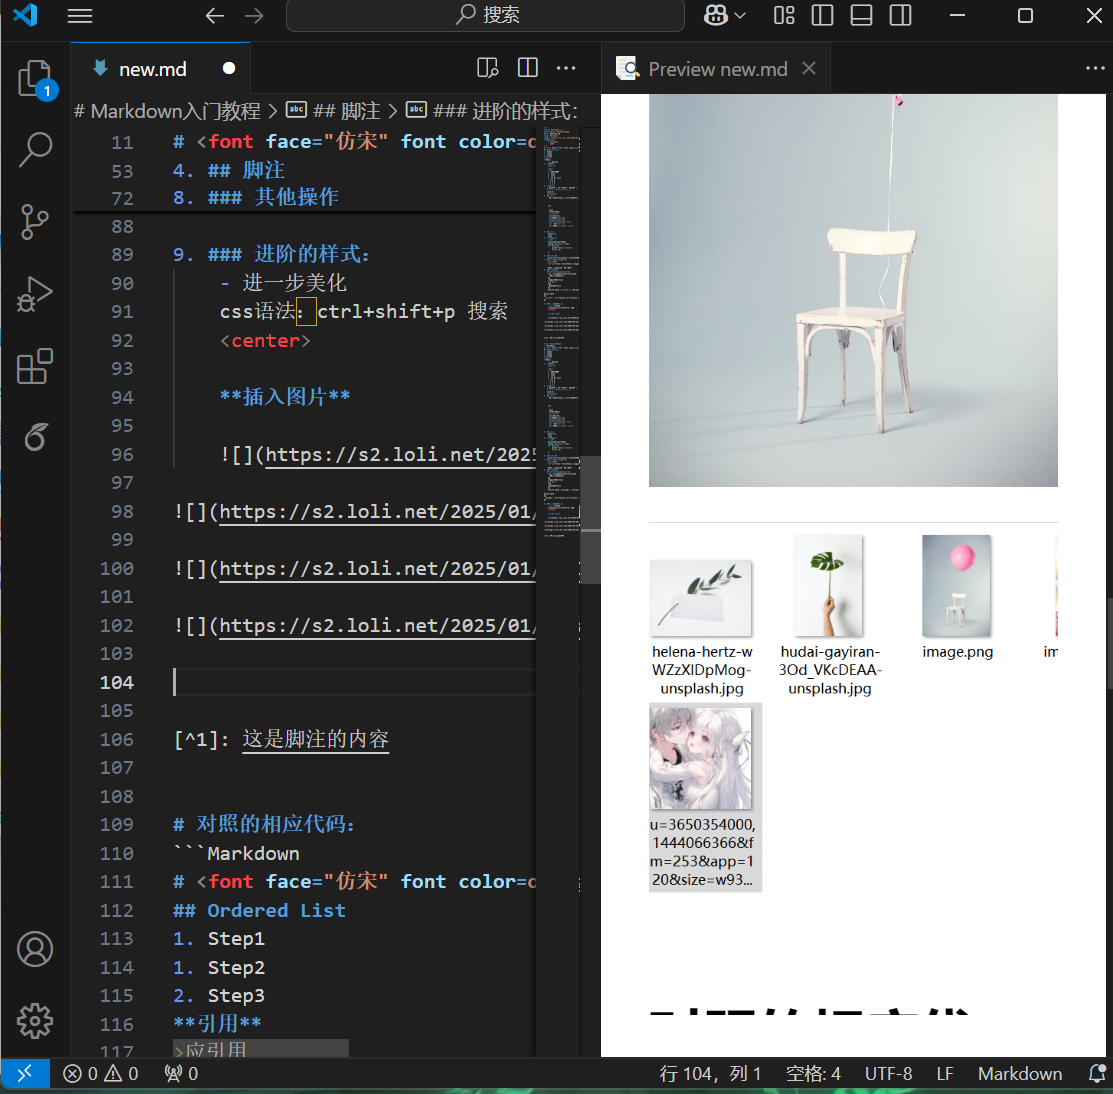 搜索
1
new.md
Preview new.md
# Markdown入门教程 > ## 脚注 > ### 进阶的样式:
11 # <font face="仿宋" font color=o
53 4. ## 脚注
72 8. ### 其他操作
88
89 9. ### 进阶的样式:
90 - 进一步美化
91 css语法：ctrl+shift+p 搜索
92 <center>
93
94 **插入图片**
95
96 ![](https://s2.loli.net/2025
97
98 ![](https://s2.loli.net/2025/01/
99
100 ![](https://s2.loli.net/2025/01/
101
102 ![](https://s2.loli.net/2025/01/
103
104
105
106 [^1]: 这是脚注的内容
107
108
109 # 对照的相应代码:
110 ```Markdown
111 # <font face="仿宋" font color=o
112 ## Ordered List
113 1. Step1
114 1. Step2
115 2. Step3
116 **引用**
117 >应引用
helena-hertz-w
WZzXlDpMog-
unsplash.jpg
hudai-gayiran-
3Od_VKcDEAA-
unsplash.jpg
image.png
im
u=3650354000,
1444066366&f
m=253&app=1
20&size=w93...
0 0 0
行 104，列 1 空格: 4 UTF-8 LF Markdown